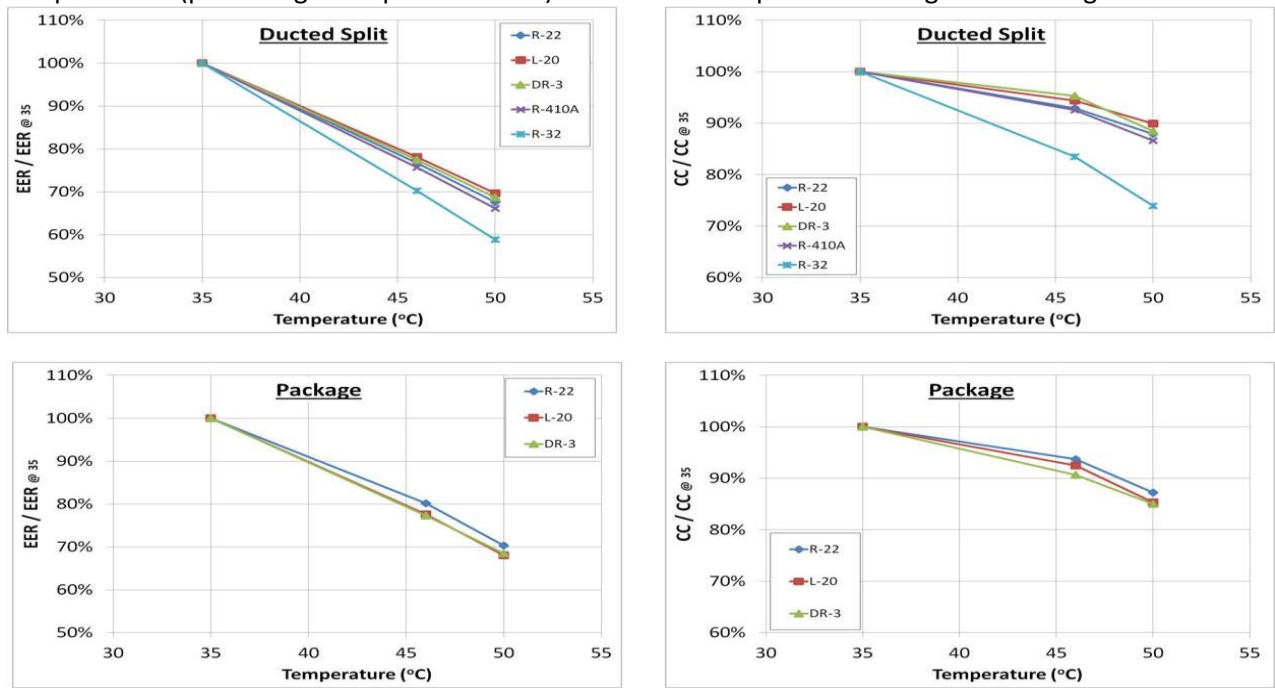 Ducted Split
110%
100%
90%
80%
70%
60%
50%
EER / EER @ 35
R-22
L-20
DR-3
R-410A
R-32
30 35 40 45 50 55
Temperature (°C)
Ducted Split
110%
100%
90%
80%
70%
60%
CC / CC @ 35
R-22
L-20
DR-3
R-410A
R-32
30 35 40 45 50 55
Temperature (°C)
Package
110%
100%
90%
80%
70%
60%
50%
EER / EER @ 35
R-22
L-20
DR-3
30 35 40 45 50 55
Temperature (°C)
Package
110%
100%
90%
80%
70%
60%
CC / CC @ 35
R-22
L-20
DR-3
30 35 40 45 50 55
Temperature (°C)